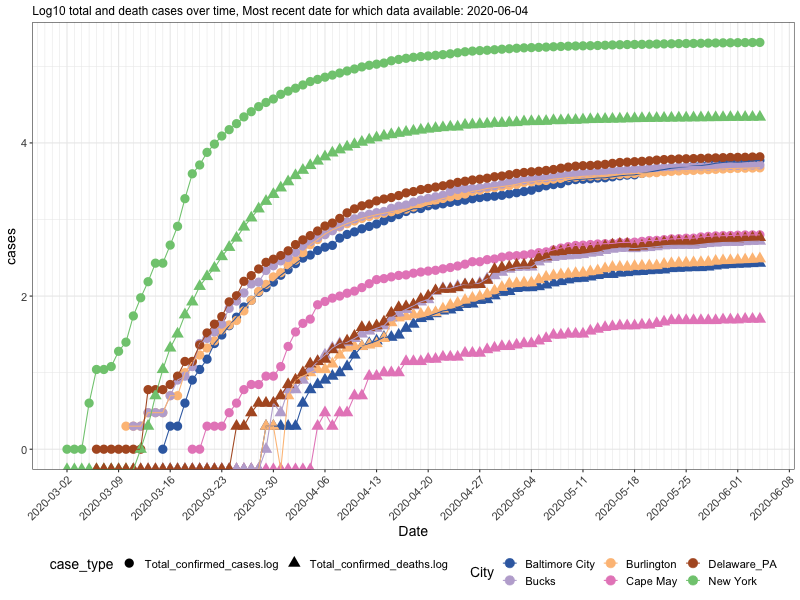 Log10 total and death cases over time, Most recent date for which data available: 2020-06-04
cases
4
2
0
2020-03-02
2020-03-09
2020-03-16
2020-03-23
2020-03-30
2020-04-06
2020-04-13
2020-04-20
2020-04-27
2020-05-04
2020-05-11
2020-05-18
2020-05-25
2020-06-01
2020-06-08
Date
case_type Total_confirmed_cases.log Total_confirmed_deaths.log
City
Baltimore City Burlington Delaware_PA
Bucks Cape May New York